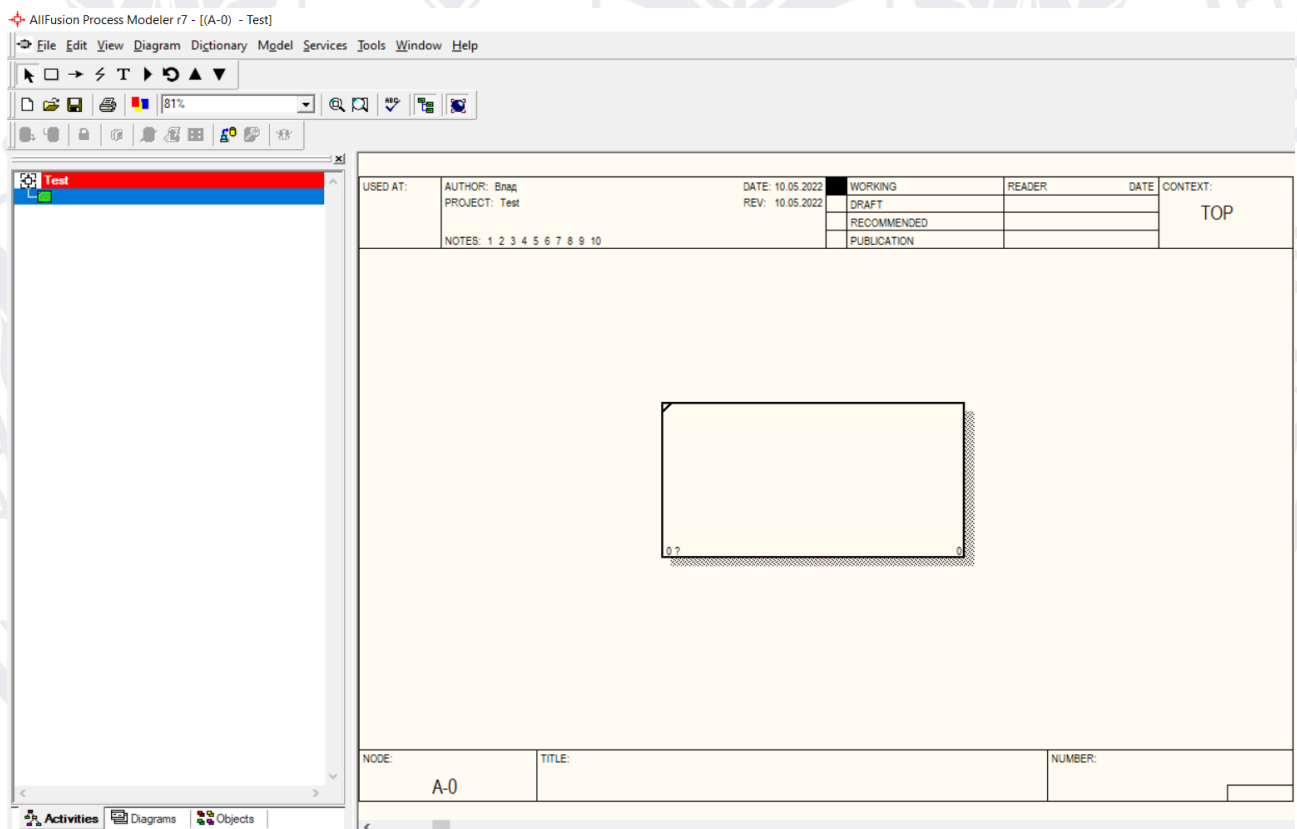 AllFusion Process Modeler r7 - [(A-0) - Test]
File Edit View Diagram Dictionary Model Services Tools Window Help
T
81%
ABC
Test
USED AT: AUTHOR: Влад DATE: 10.05.2022 WORKING READER DATE CONTEXT:
PROJECT: Test REV: 10.05.2022 DRAFT
TOP
RECOMMENDED
NOTES: 1 2 3 4 5 6 7 8 9 10 PUBLICATION
0 ? 0
NODE: TITLE: NUMBER:
A-0
Activities Diagrams Objects